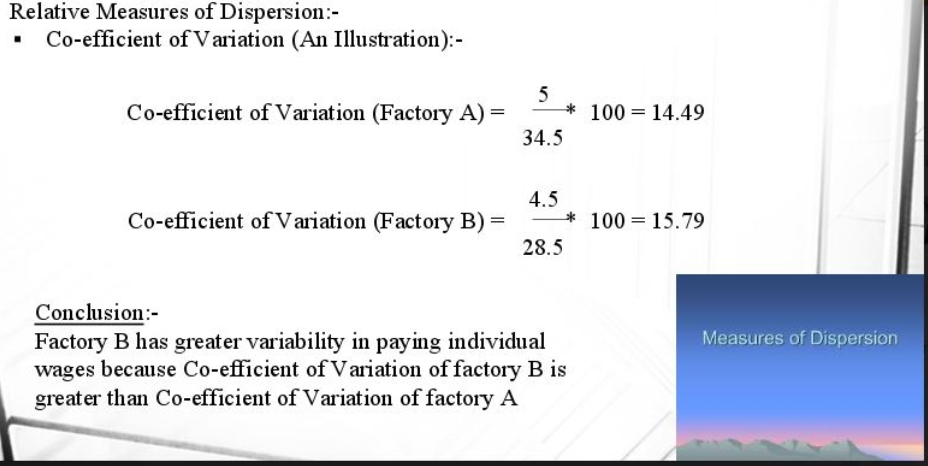 Relative Measures of Dispersion:-
▪ Co-efficient of Variation (An Illustration):-
5
Co-efficient of Variation (Factory A) = —* 100 = 14.49
34.5
4.5
Co-efficient of Variation (Factory B) = —* 100 = 15.79
28.5
Conclusion:-
Factory B has greater variability in paying individual
wages because Co-efficient of Variation of factory B is
greater than Co-efficient of Variation of factory A
Measures of Dispersion